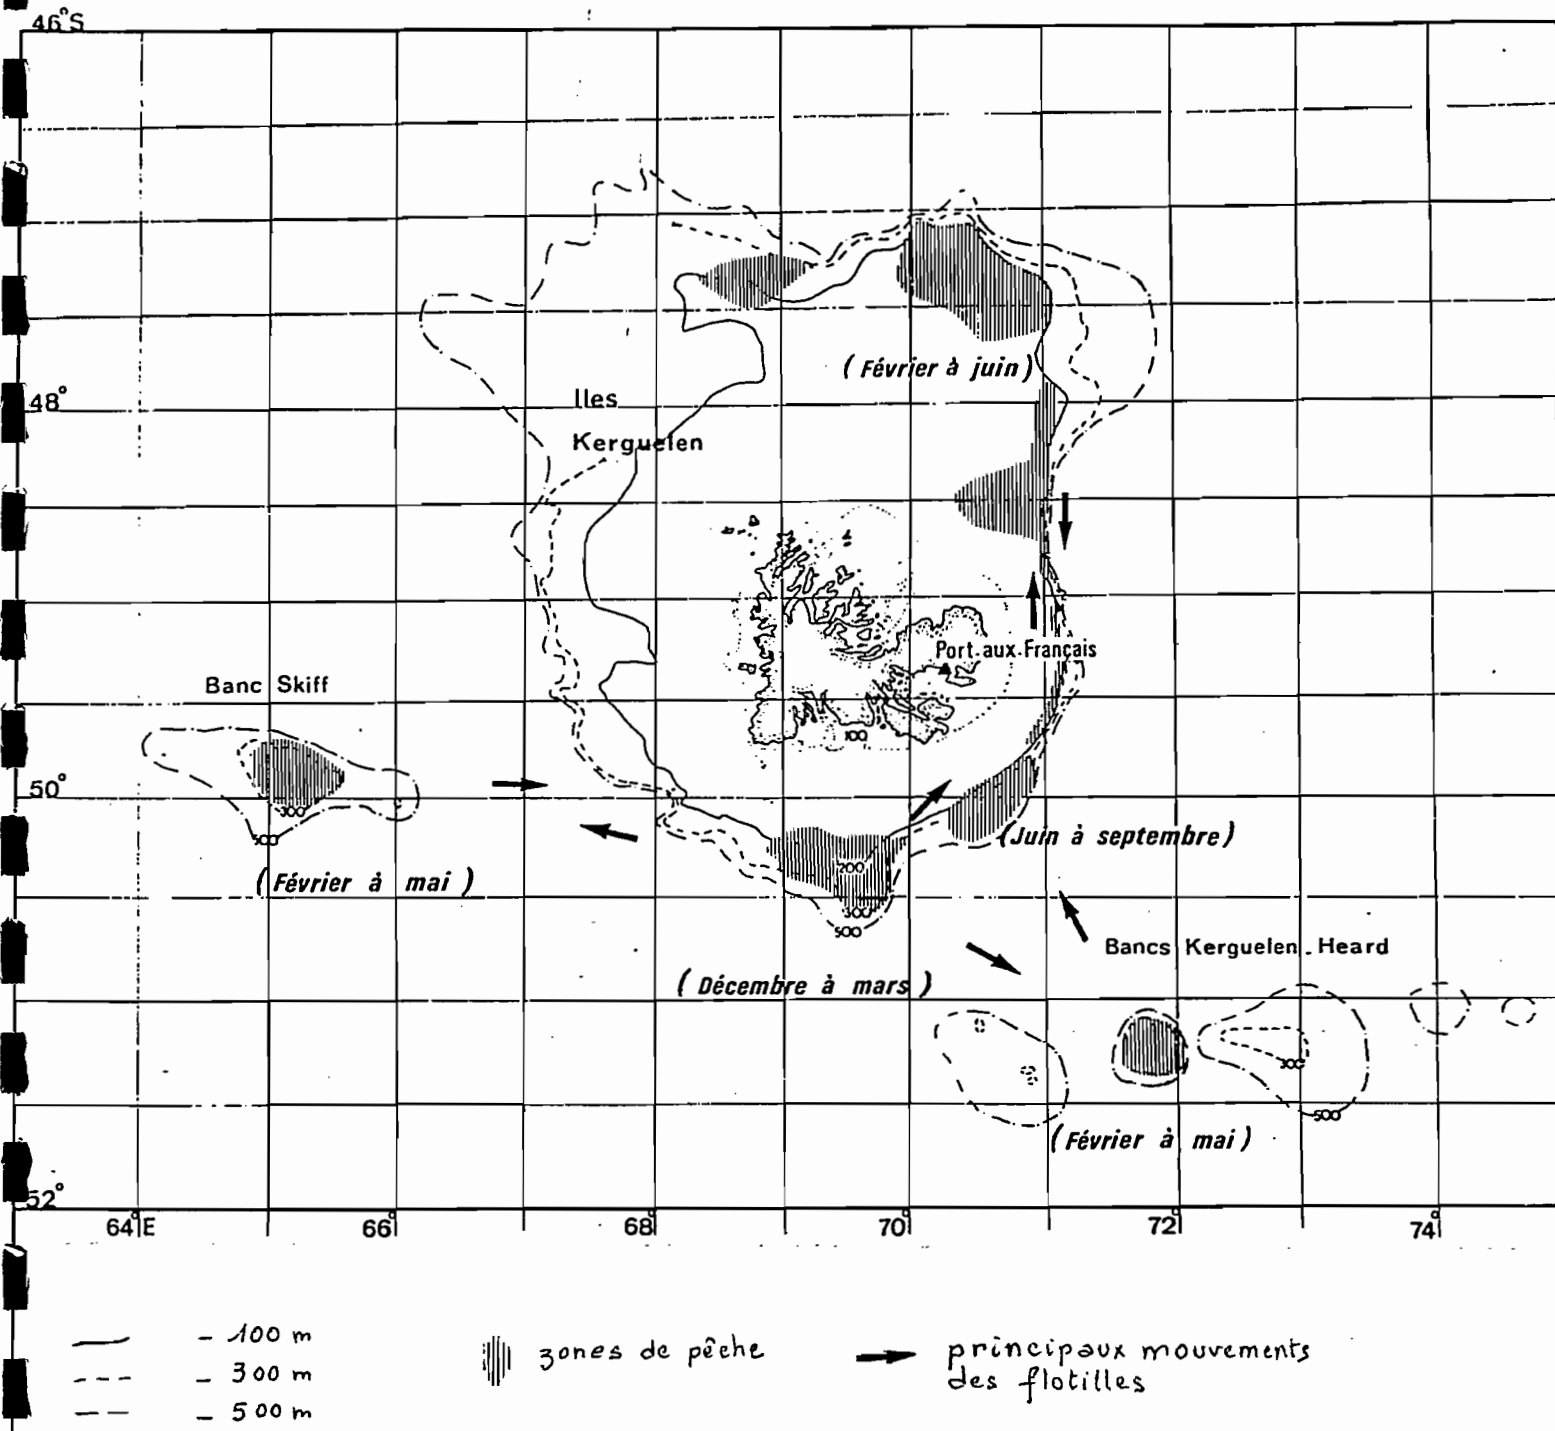 46°S
(Février à juin)
48°
Iles
Kerguelen
Port-aux-Français
Banc Skiff
100
50°
300
500
(Juin à septembre)
200
(Février à mai)
300
500
Bancs Kerguelen-Heard
(Décembre à mars)
300
500
(Février à mai)
52°
64°E
66°
68°
70°
72°
74°
- 100 m
- 300 m
- 500 m
zones de pêche
principaux mouvements
des flotilles